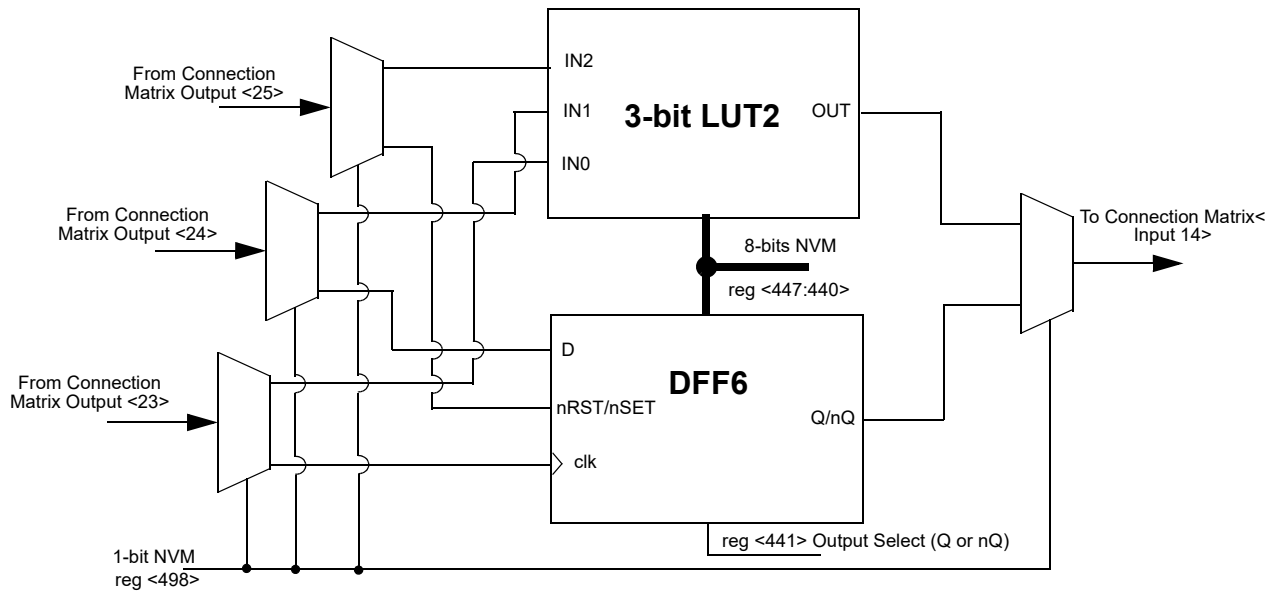 From Connection
Matrix Output <25>
IN2
IN1
IN0
3-bit LUT2
OUT
From Connection
Matrix Output <24>
To Connection Matrix<
Input 14>
8-bits NVM
reg <447:440>
From Connection
Matrix Output <23>
D
nRST/nSET
clk
DFF6
Q/nQ
reg <441> Output Select (Q or nQ)
1-bit NVM
reg <498>